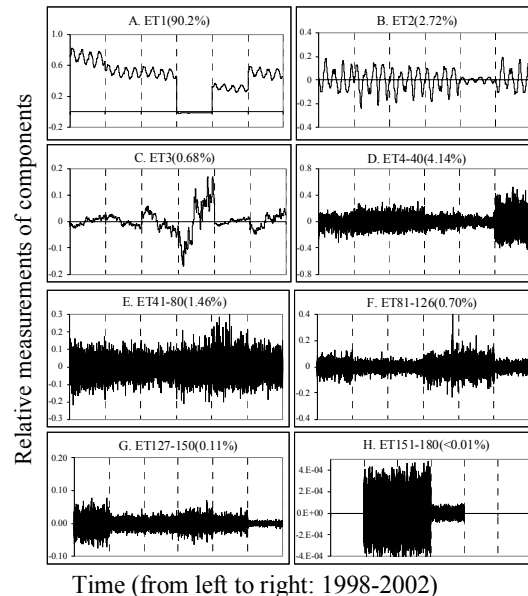 Relative measurements of components
A. ET1(90.2%)
1.0
0.6
0.2
-0.2
B. ET2(2.72%)
0.4
0.2
0
-0.2
-0.4
C. ET3(0.68%)
0.2
0.1
0
-0.1
-0.2
D. ET4-40(4.14%)
0.8
0.4
0
-0.4
-0.8
E. ET41-80(1.46%)
0.3
0.2
0.1
0
-0.1
-0.2
-0.3
F. ET81-126(0.70%)
0.4
0.2
0
-0.2
-0.4
G. ET127-150(0.11%)
0.20
0.10
0.00
-0.10
H. ET151-180(<0.01%)
4.E-04
2.E-04
0.E+00
-2.E-04
-4.E-04
Time (from left to right: 1998-2002)